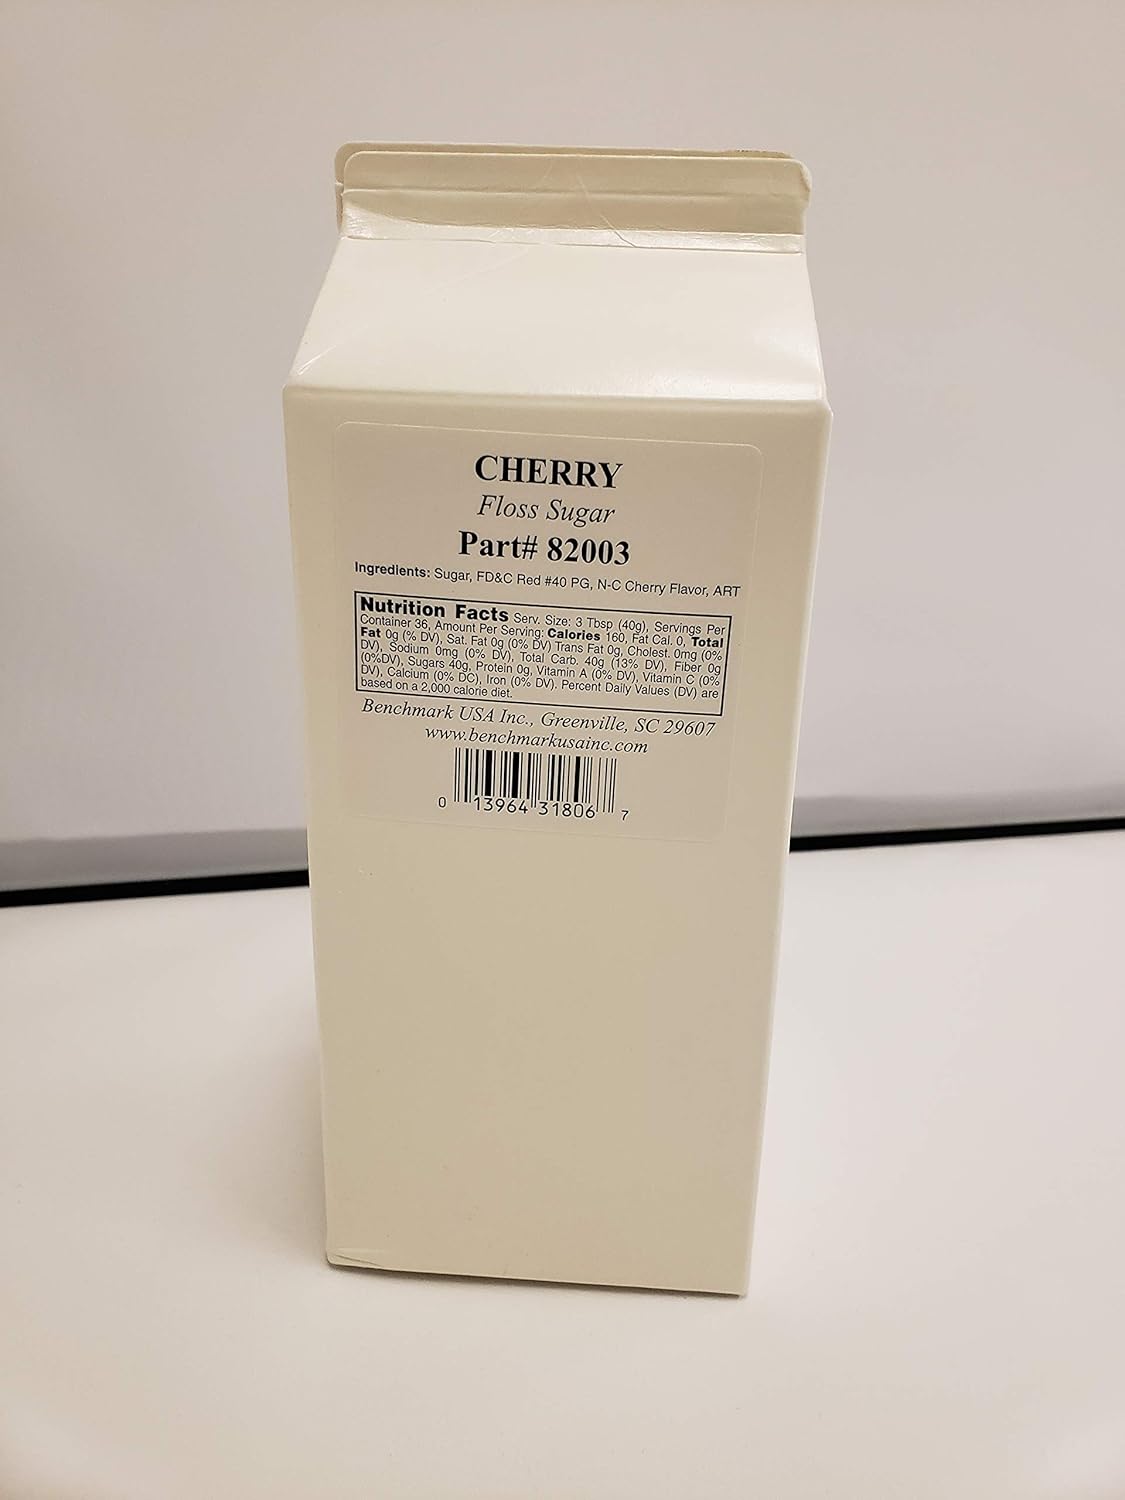 CHERRY
Floss Sugar
Part# 82003
Ingredients: Sugar, FD&C Red #40 PG, N-C Cherry Flavor, ART
Nutrition Facts Serv. Size: 3 Tbsp (40g), Servings Per
Container 36, Amount Per Serving: Calories 160, Fat Cal. 0, Total
Fat 0g (% DV), Sat. Fat 0g (0% DV) Trans Fat 0g, Cholest. 0mg (0%
DV), Sodium 0mg (0% DV), Total Carb. 40g (13% DV), Fiber 0g
(0%DV), Sugars 40g, Protein 0g, Vitamin A (0% DV), Vitamin C (0%
DV), Calcium (0% DC), Iron (0% DV). Percent Daily Values (DV) are
based on a 2,000 calorie diet.
Benchmark USA Inc., Greenville, SC 29607
www.benchmarkusainc.com
0 13964 31806 7